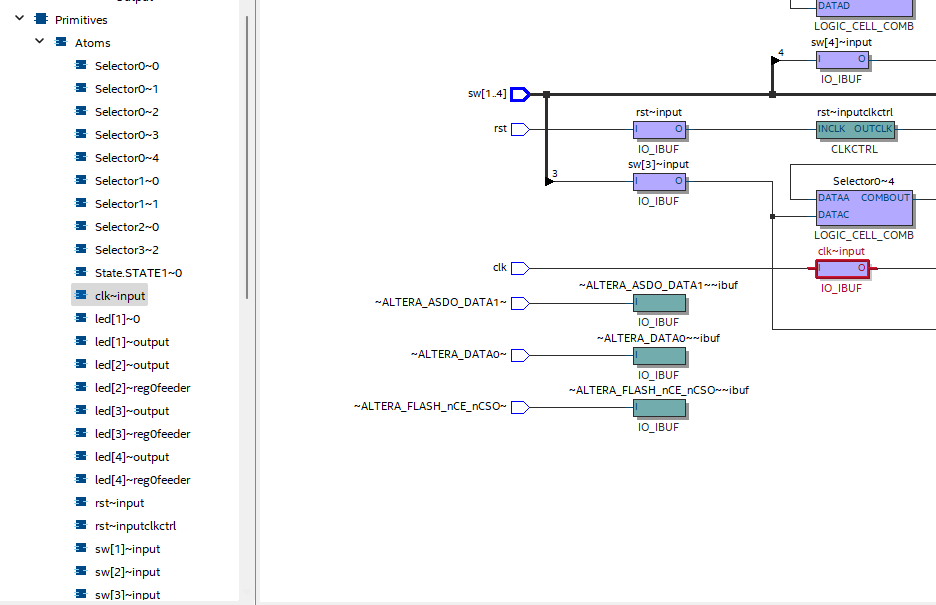 Primitives
Atoms
Selector0~0
Selector0~1
Selector0~2
Selector0~3
Selector0~4
Selector1~0
Selector1~1
Selector2~0
Selector3~2
State.STATE1~0
clk~input
led[1]~0
led[1]~output
led[2]~output
led[2]~reg0feeder
led[3]~output
led[3]~reg0feeder
led[4]~output
led[4]~reg0feeder
rst~input
rst~inputclkctrl
sw[1]~input
sw[2]~input
sw[3]~input
DATAD
LOGIC_CELL_COMB
sw[4]~input
4
I O
IO_IBUF
sw[1..4]
rst~input
rst~inputclkctrl
rst
I O
INCLK OUTCLK
IO_IBUF
CLKCTRL
sw[3]~input
3
I O
IO_IBUF
Selector0~4
DATAA COMBOUT
DATAC
LOGIC_CELL_COMB
clk~input
clk
I O
IO_IBUF
~ALTERA_ASDO_DATA1~~ibuf
~ALTERA_ASDO_DATA1~
I
IO_IBUF
~ALTERA_DATA0~~ibuf
~ALTERA_DATA0~
I
IO_IBUF
~ALTERA_FLASH_nCE_nCSO~~ibuf
~ALTERA_FLASH_nCE_nCSO~
I
IO_IBUF